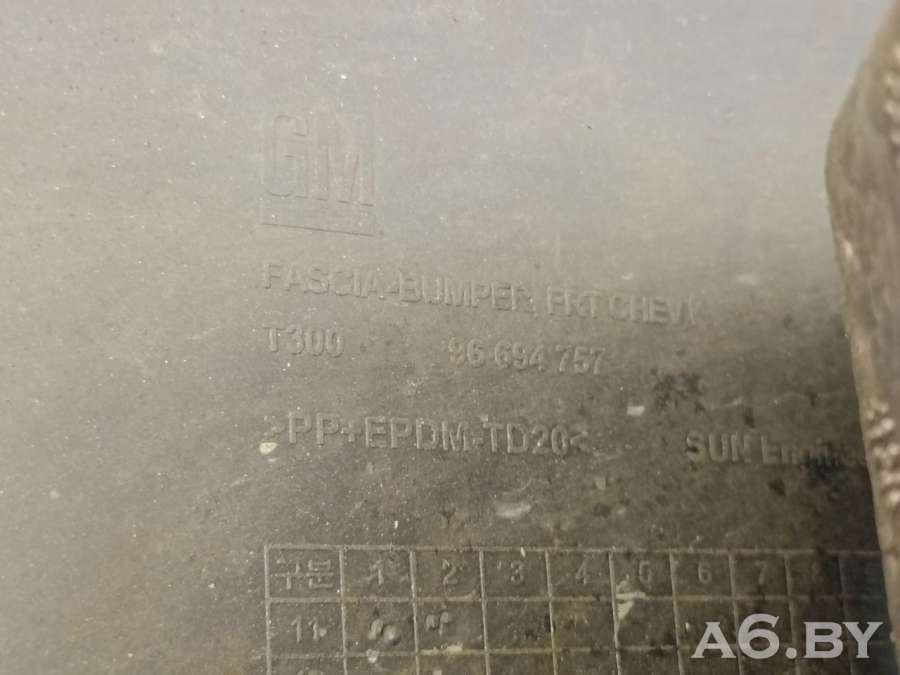 GM
FASCIA-BUMPER, FRT CHEV
T300 96 694 757
>PP+EPDM-TD20<
SUN
구분 1 2 3 4 5 6 7
11
A6.BY